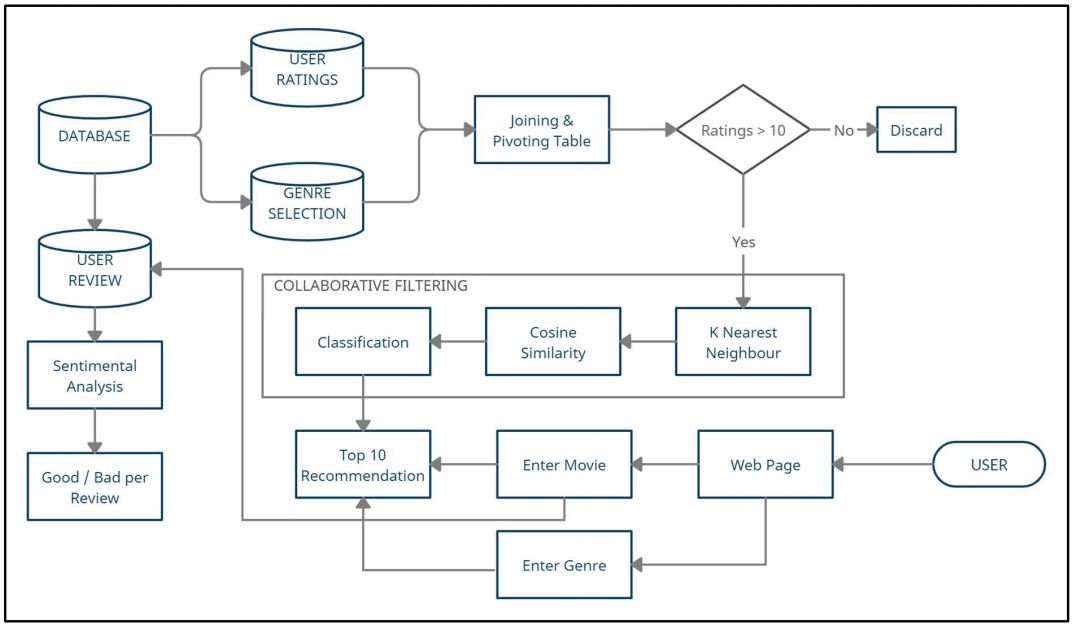 USER
RATINGS
DATABASE
Joining &
Pivoting Table
Ratings > 10
No
Discard
GENRE
SELECTION
Yes
USER
REVIEW
COLLABORATIVE FILTERING
Classification
Cosine
Similarity
K Nearest
Neighbour
Sentimental
Analysis
Top 10
Recommendation
Enter Movie
Web Page
USER
Good / Bad per
Review
Enter Genre